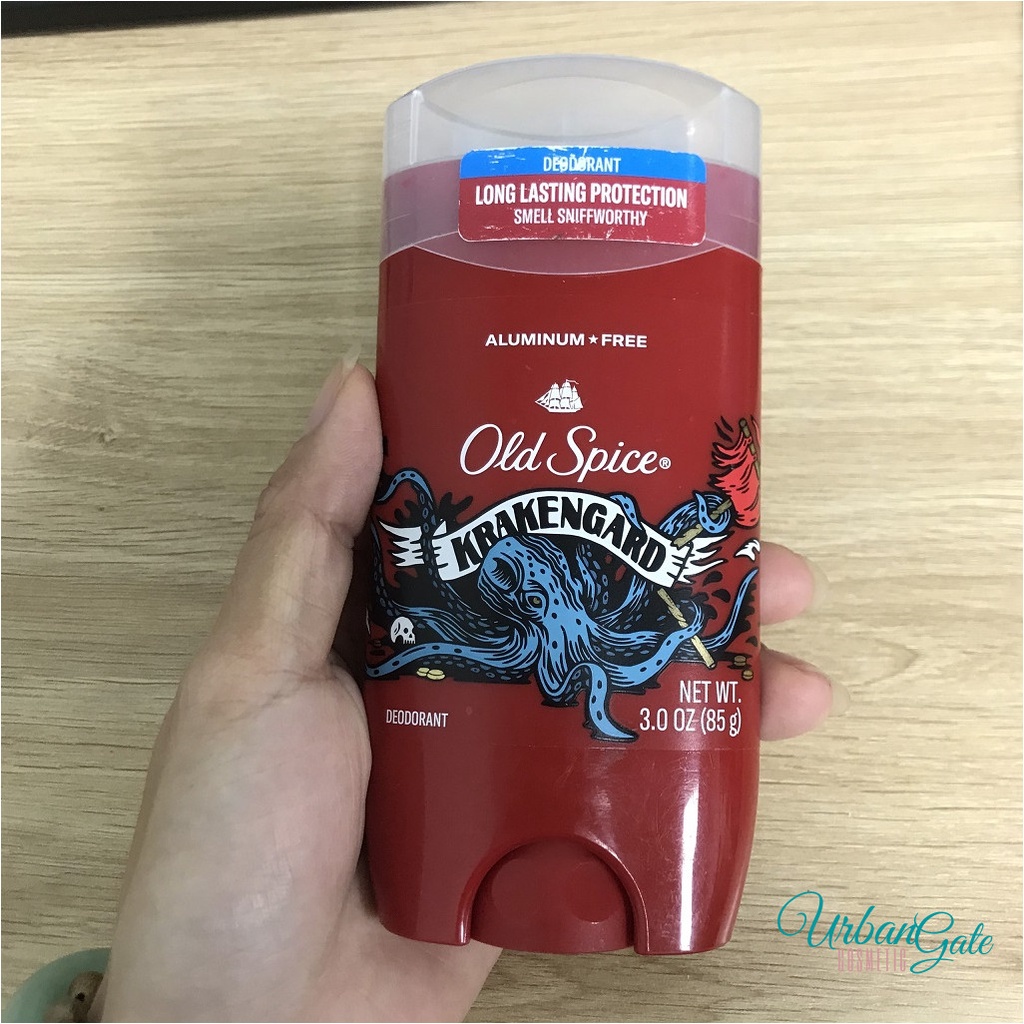 DEODORANT
LONG LASTING PROTECTION
SMELL SNIFFWORTHY
ALUMINUM★FREE
Old Spice®
KRAKENGARD
NET WT.
3.0 OZ (85 g)
DEODORANT
UrbanGate
COSMETIC